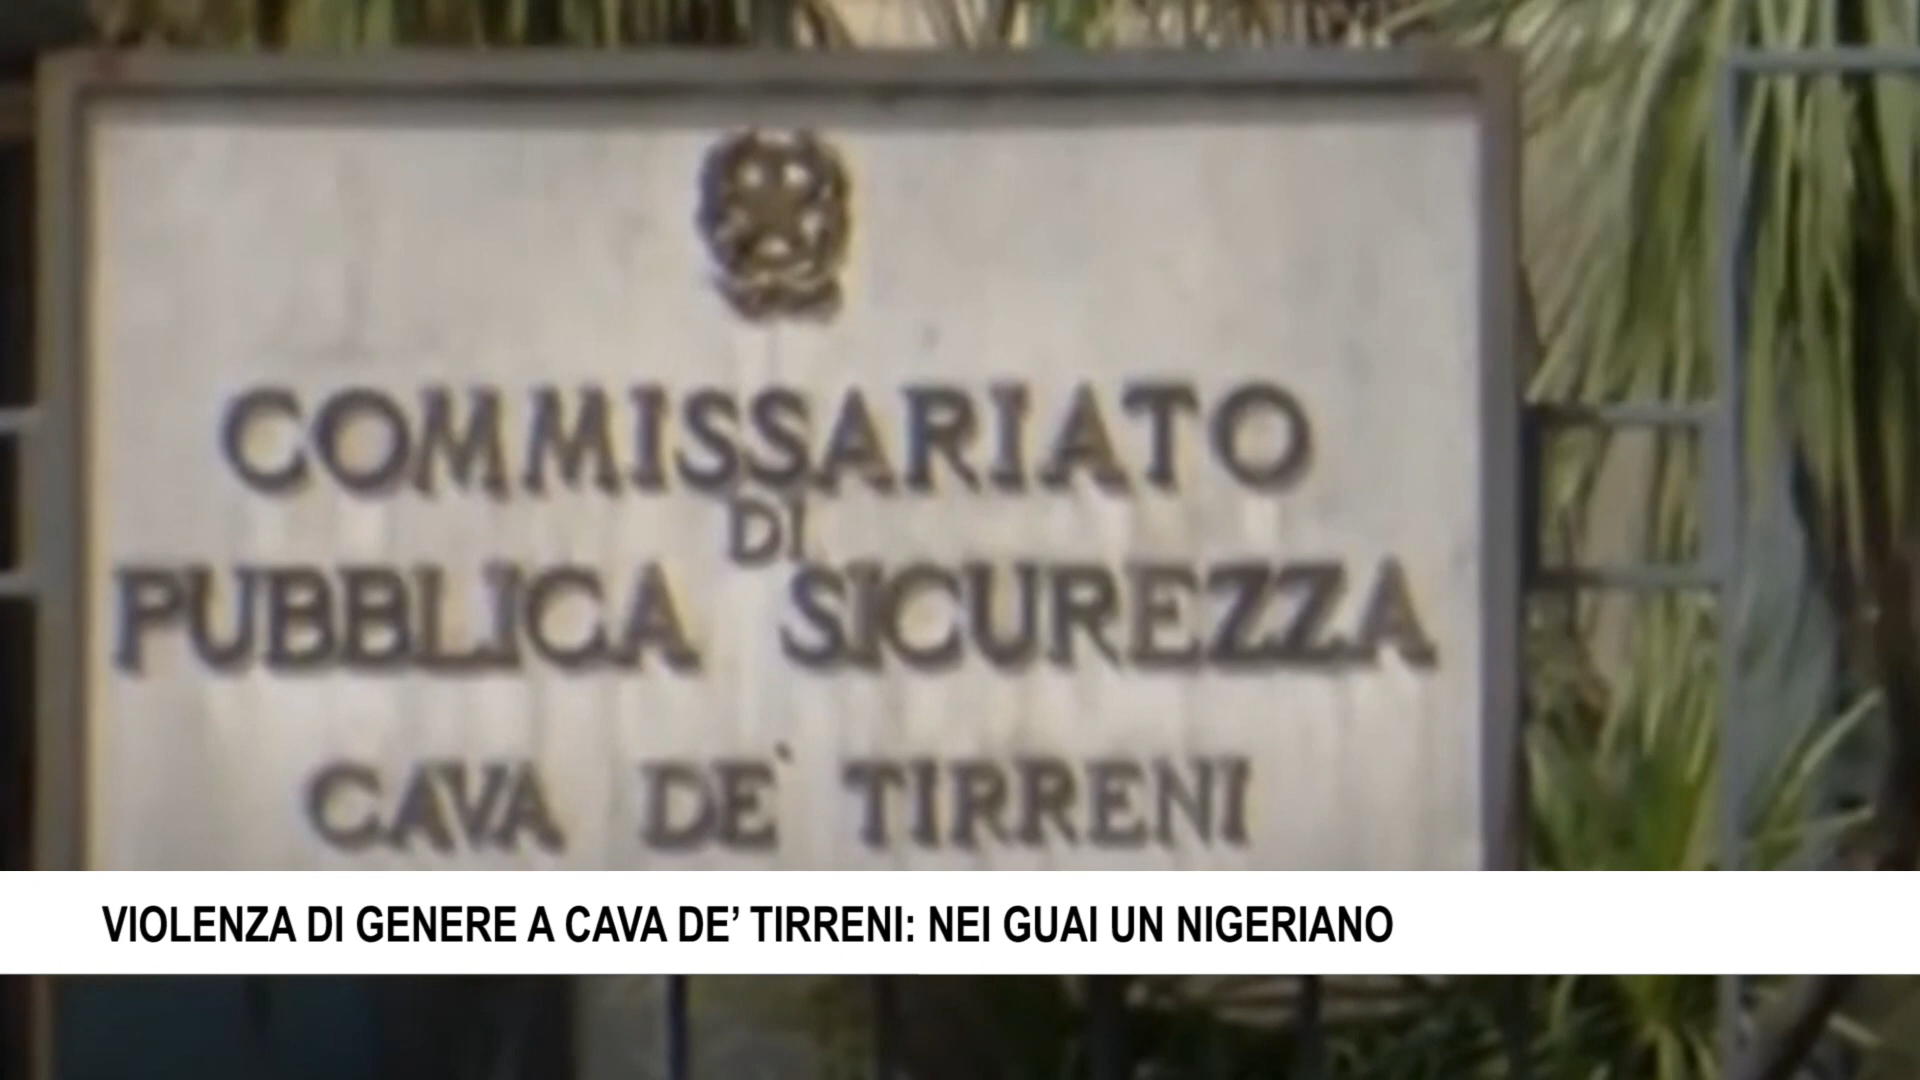 COMMISSARIATO
DI
PUBBLICA SICUREZZA
CAVA DE` TIRRENI
VIOLENZA DI GENERE A CAVA DE’ TIRRENI: NEI GUAI UN NIGERIANO